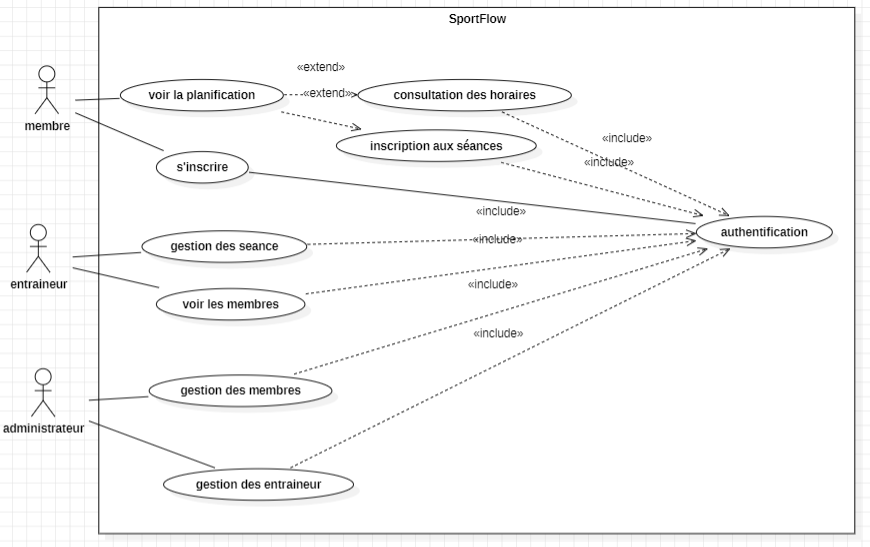 SportFlow
«extend»
voir la planification
«extend»
consultation des horaires
membre
«include»
inscription aux séances
«include»
s'inscrire
«include»
authentification
gestion des seance
«include»
entraineur
«include»
voir les membres
«include»
gestion des membres
administrateur
gestion des entraineur